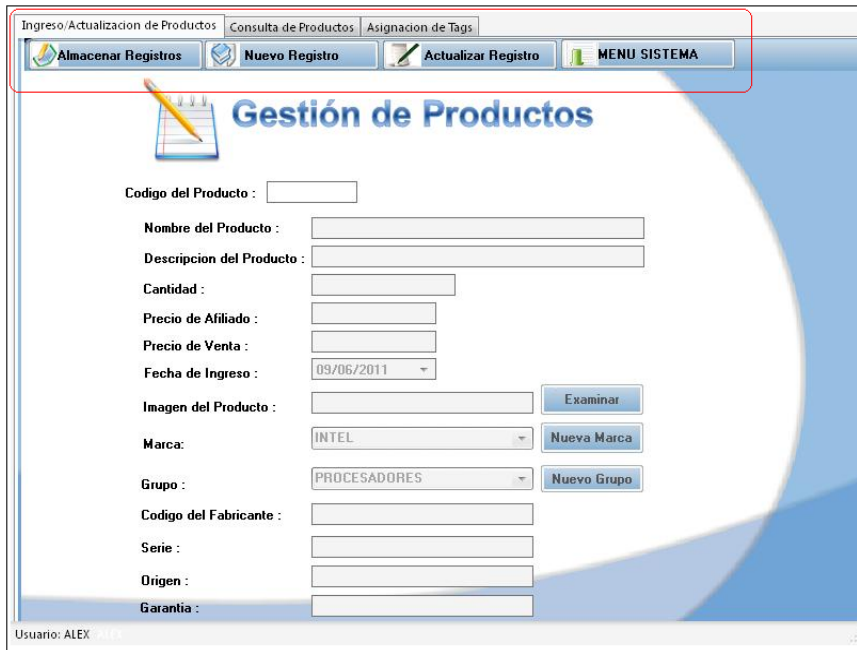 Ingreso/Actualizacion de Productos Consulta de Productos Asignacion de Tags
Almacenar Registros Nuevo Registro Actualizar Registro MENU SISTEMA
Gestión de Productos
Codigo del Producto :
Nombre del Producto :
Descripcion del Producto :
Cantidad :
Precio de Afiliado :
Precio de Venta :
Fecha de Ingreso : 09/06/2011
Imagen del Producto : Examinar
Marca: INTEL Nueva Marca
Grupo : PROCESADORES Nuevo Grupo
Codigo del Fabricante :
Serie :
Origen :
Garantia :
Usuario: ALEX ALEX